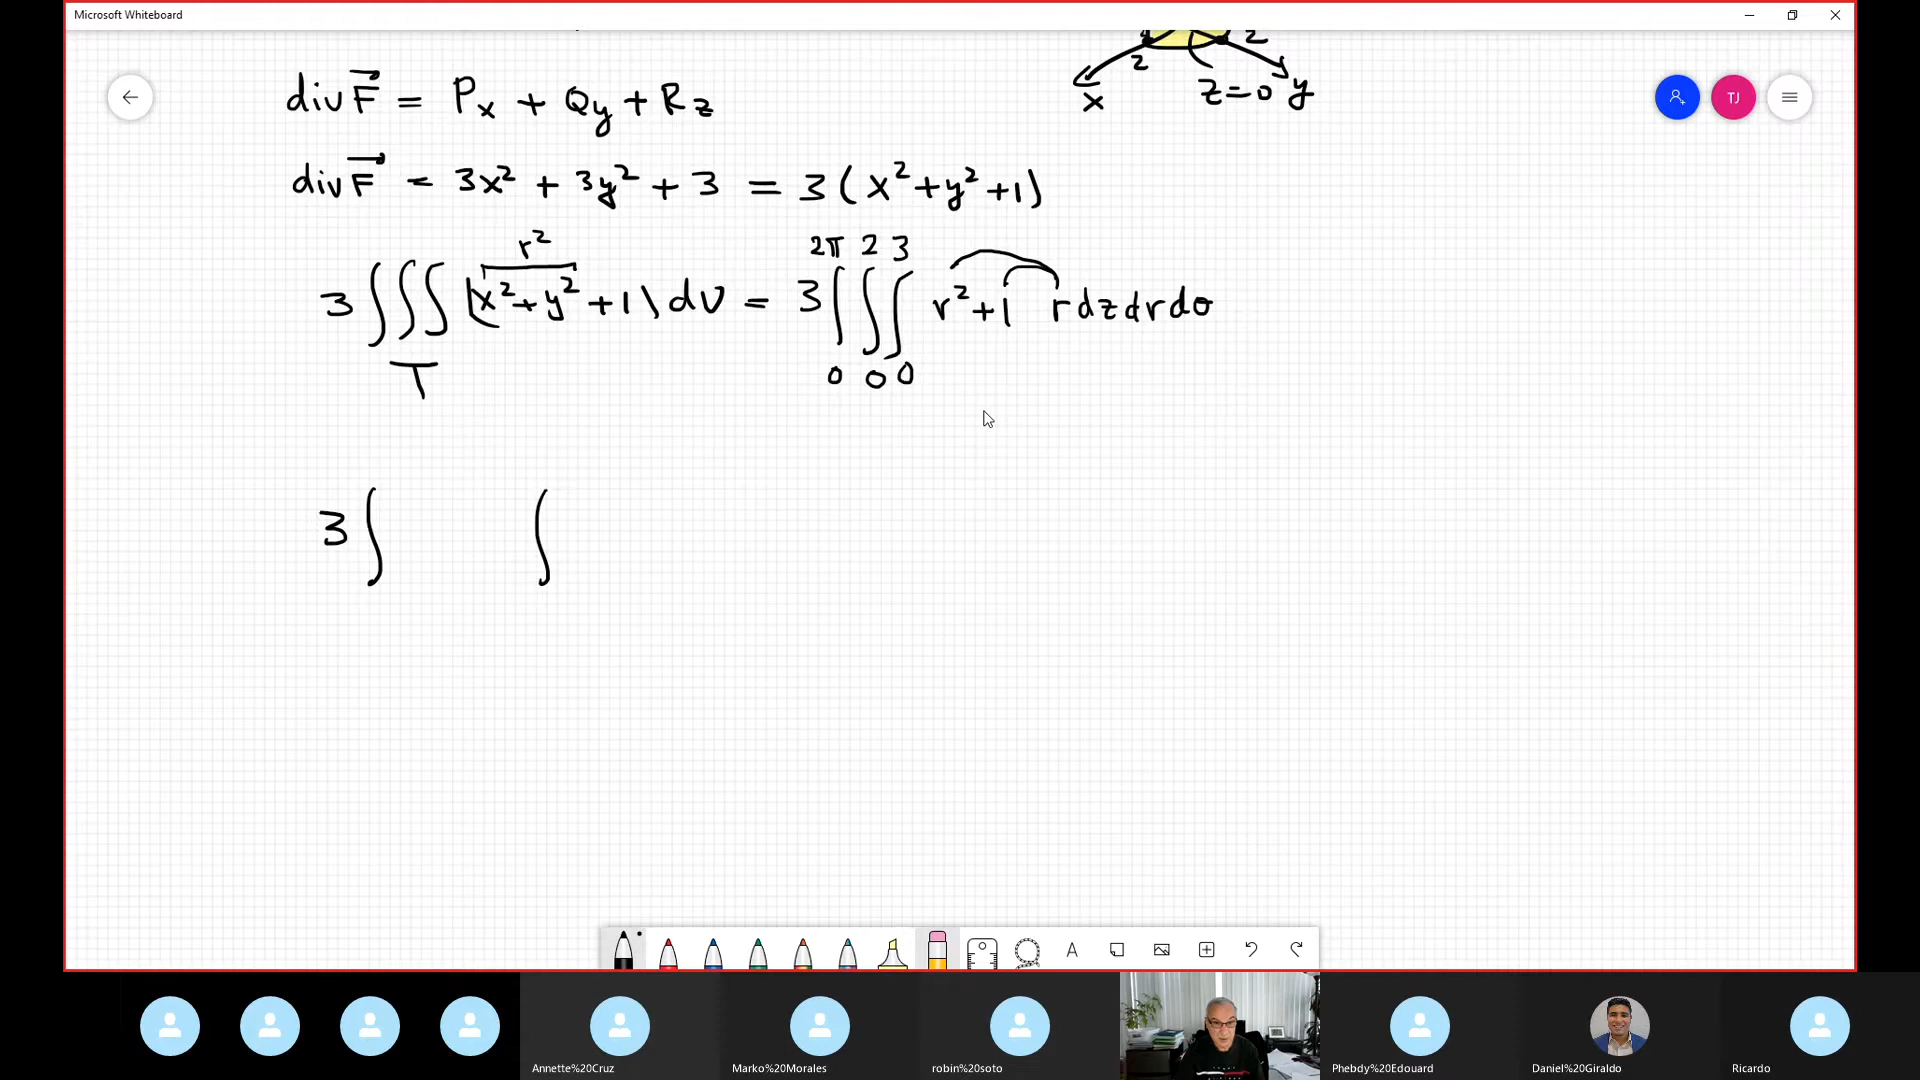 Microsoft Whiteboard
2 2
x z=0 y
div F⃗ = Px + Qy + Rz
div F⃗ = 3x² + 3y² + 3 = 3(x²+y²+1)
r² 2π 2 3
3 ∫∫∫ (x²+y²+1) dv = 3 ∫∫∫ r²+1 r dz dr dθ
T 0 0 0
3 ∫ ∫
TJ
A
Annette%20Cruz Marko%20Morales robin%20soto Phebdy%20Edouard Daniel%20Giraldo Ricardo